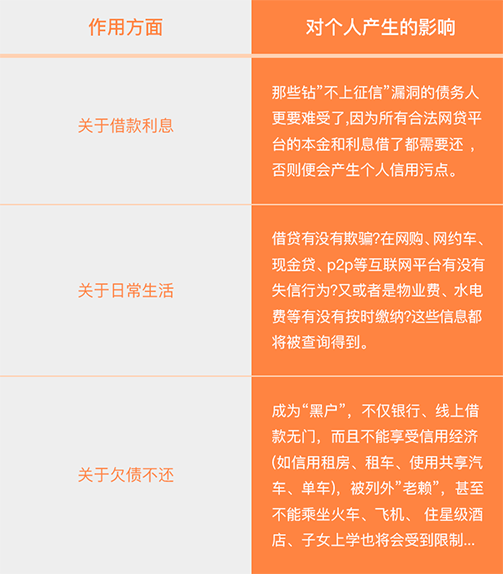 作用方面
对个人产生的影响
关于借款利息
那些钻”不上征信”漏洞的债务人
更要难受了,因为所有合法网贷平
台的本金和利息借了都需要还 ，
否则便会产生个人信用污点。
关于日常生活
借贷有没有欺骗?在网购、网约车、
现金贷、p2p等互联网平台有没有
失信行为?又或者是物业费、水电
费等有没有按时缴纳?这些信息都
将被查询得到。
关于欠债不还
成为“黑户”，不仅银行、线上借
款无门，而且不能享受信用经济
(如信用租房、租车、使用共享汽
车、单车)，被列外”老赖”，甚至
不能乘坐火车、飞机、 住星级酒
店、子女上学也将会受到限制...